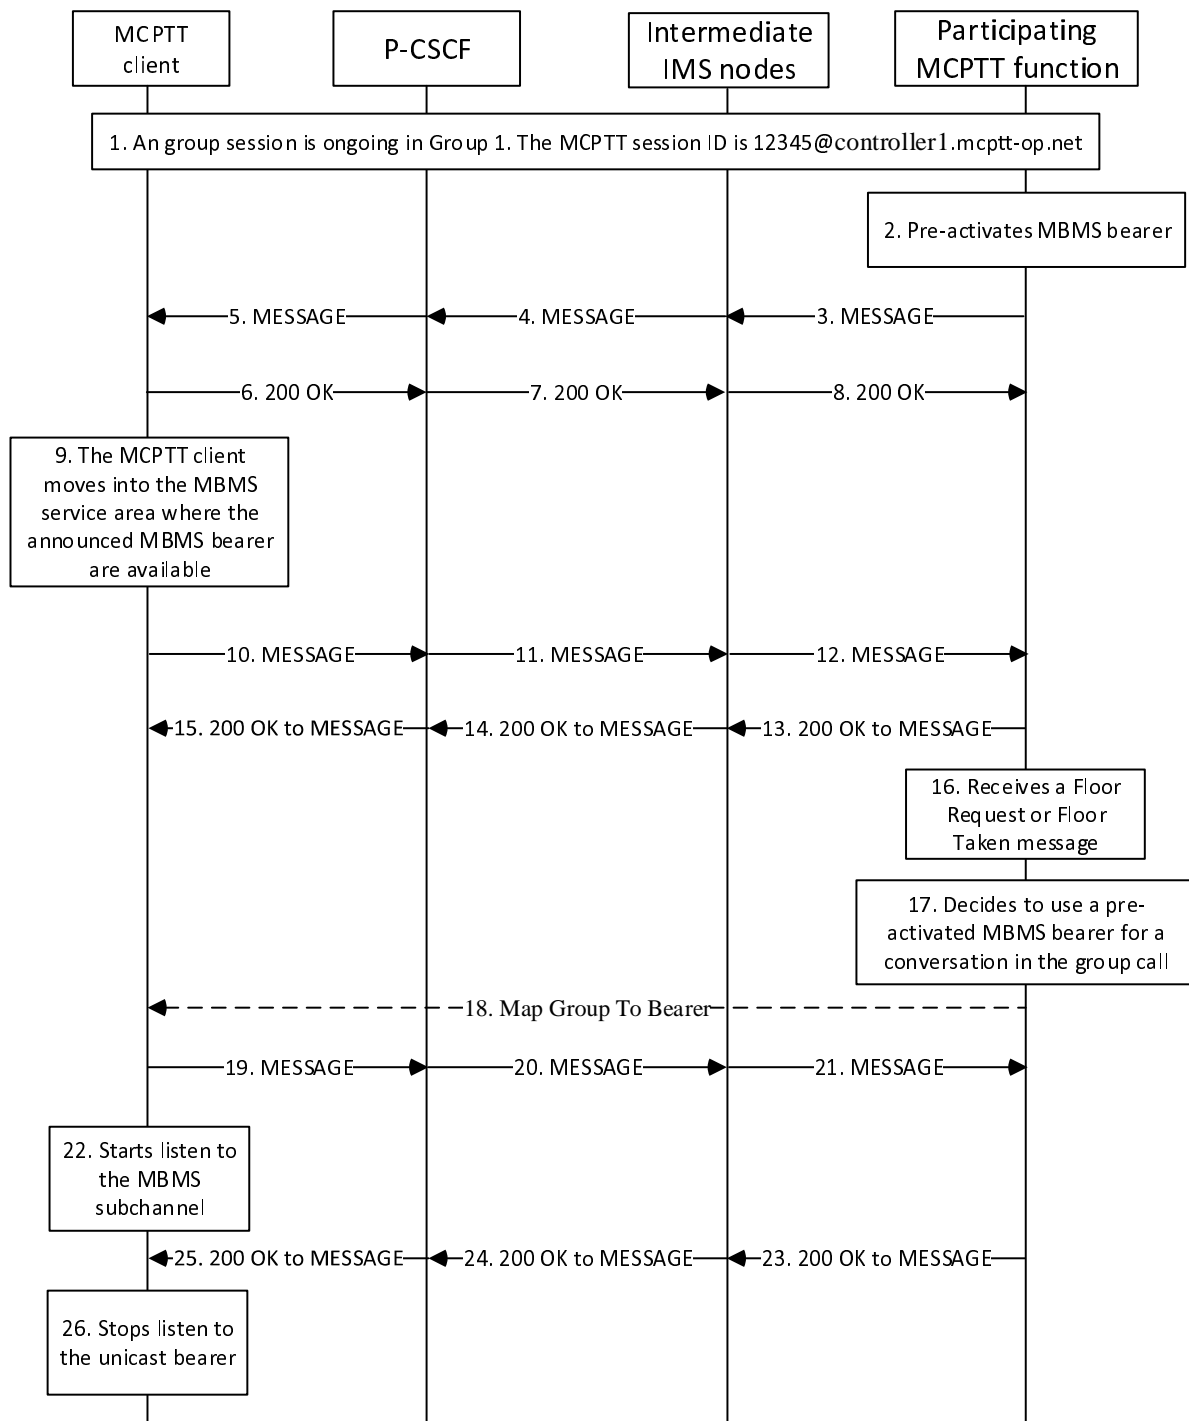 MCPTT
client
P-CSCF
Intermediate
IMS nodes
Participating
MCPTT function
1. An group session is ongoing in Group 1. The MCPTT session ID is 12345@controller1.mcptt-op.net
2. Pre-activates MBMS bearer
5. MESSAGE
4. MESSAGE
3. MESSAGE
6. 200 OK
7. 200 OK
8. 200 OK
9. The MCPTT client
moves into the MBMS
service area where the
announced MBMS bearer
are available
10. MESSAGE
11. MESSAGE
12. MESSAGE
15. 200 OK to MESSAGE
14. 200 OK to MESSAGE
13. 200 OK to MESSAGE
16. Receives a Floor
Request or Floor
Taken message
17. Decides to use a pre-
activated MBMS bearer for a
conversation in the group call
18. Map Group To Bearer
19. MESSAGE
20. MESSAGE
21. MESSAGE
22. Starts listen to
the MBMS
subchannel
25. 200 OK to MESSAGE
24. 200 OK to MESSAGE
23. 200 OK to MESSAGE
26. Stops listen to
the unicast bearer